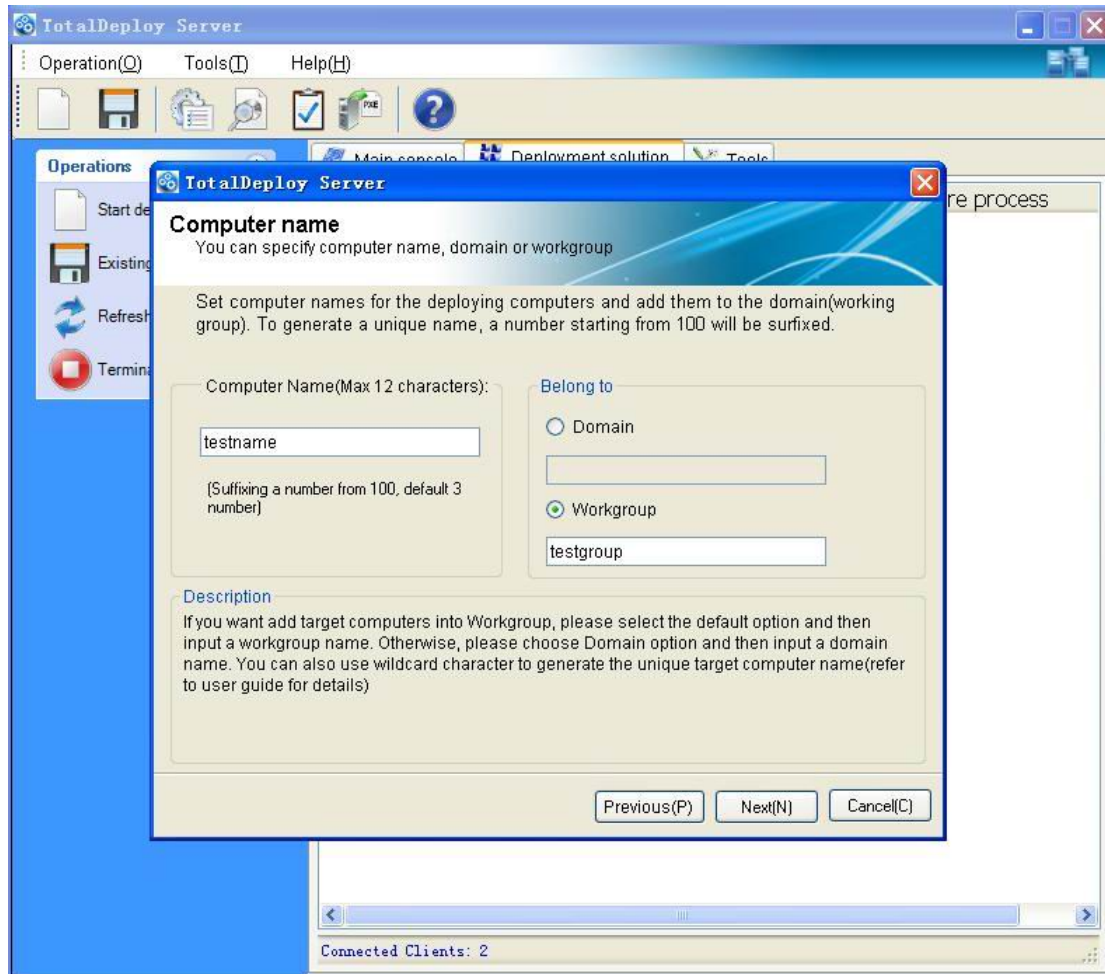 TotalDeploy Server
Operation(O) Tools(T) Help(H)
PXE
Operations
Main console Deployment solution Tools
Start de
Existing
Refresh
Termina
re process
TotalDeploy Server
Computer name
You can specify computer name, domain or workgroup
Set computer names for the deploying computers and add them to the domain(working
group). To generate a unique name, a number starting from 100 will be surfixed.
Computer Name(Max 12 characters):
testname
(Suffixing a number from 100, default 3
number)
Belong to
Domain
Workgroup
testgroup
Description
If you want add target computers into Workgroup, please select the default option and then
input a workgroup name. Otherwise, please choose Domain option and then input a domain
name. You can also use wildcard character to generate the unique target computer name(refer
to user guide for details)
Previous(P) Next(N) Cancel(C)
Connected Clients: 2